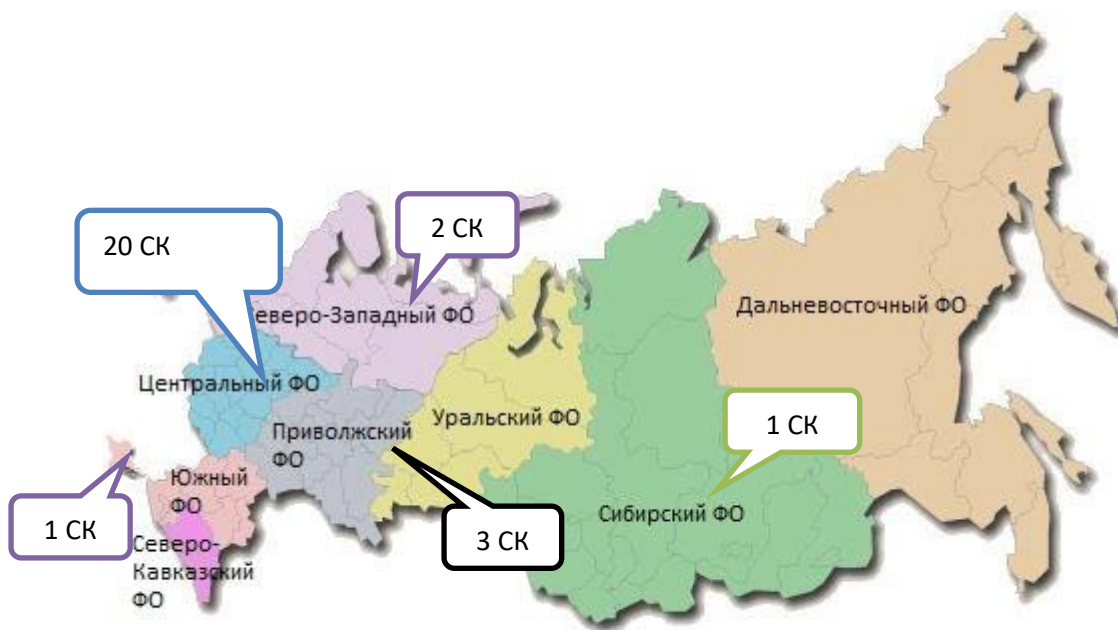 20 СК
2 СК
Северо-Западный ФО
Дальневосточный ФО
Центральный ФО
Уральский ФО
Приволжский
ФО
1 СК
Южный
ФО
1 СК
3 СК
Сибирский ФО
Северо-
Кавказский
ФО